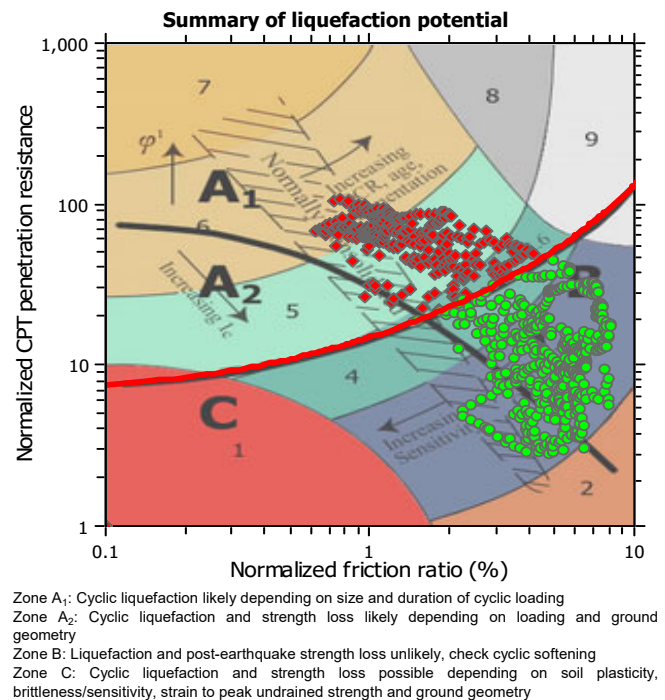 Summary of liquefaction potential
1,000
100
10
1
0.1
1
10
Normalized CPT penetration resistance
Normalized friction ratio (%)
7
8
9
φ'
Increasing
OCR, age,
cementation
Normally
A1
6
6
A2
Increasing Ic
5
B
4
C
1
Increasing
Sensitivity
2
Zone A1: Cyclic liquefaction likely depending on size and duration of cyclic loading
Zone A2: Cyclic liquefaction and strength loss likely depending on loading and ground
geometry
Zone B: Liquefaction and post-earthquake strength loss unlikely, check cyclic softening
Zone C: Cyclic liquefaction and strength loss possible depending on soil plasticity,
brittleness/sensitivity, strain to peak undrained strength and ground geometry